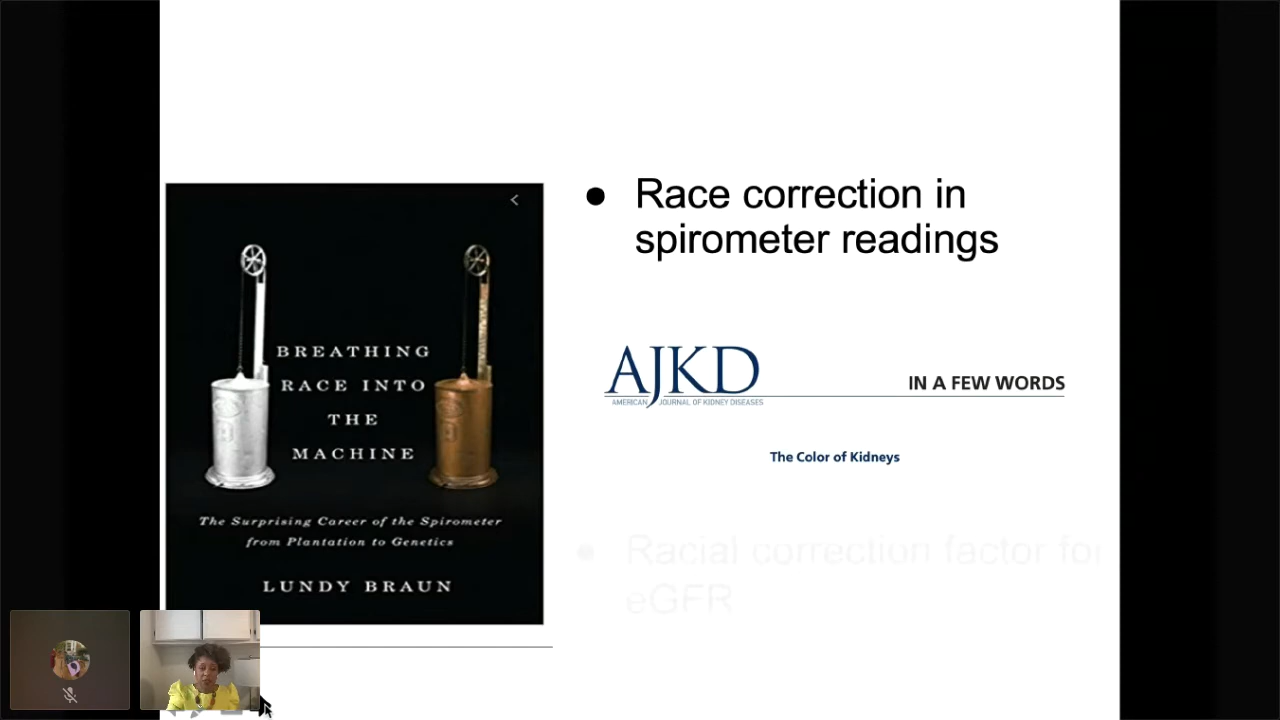 BREATHING
RACE INTO
THE
MACHINE
The Surprising Career of the Spirometer
from Plantation to Genetics
LUNDY BRAUN
● Race correction in
spirometer readings
AJKD
AMERICAN JOURNAL OF KIDNEY DISEASES
IN A FEW WORDS
The Color of Kidneys
● Racial correction factor for
eGFR